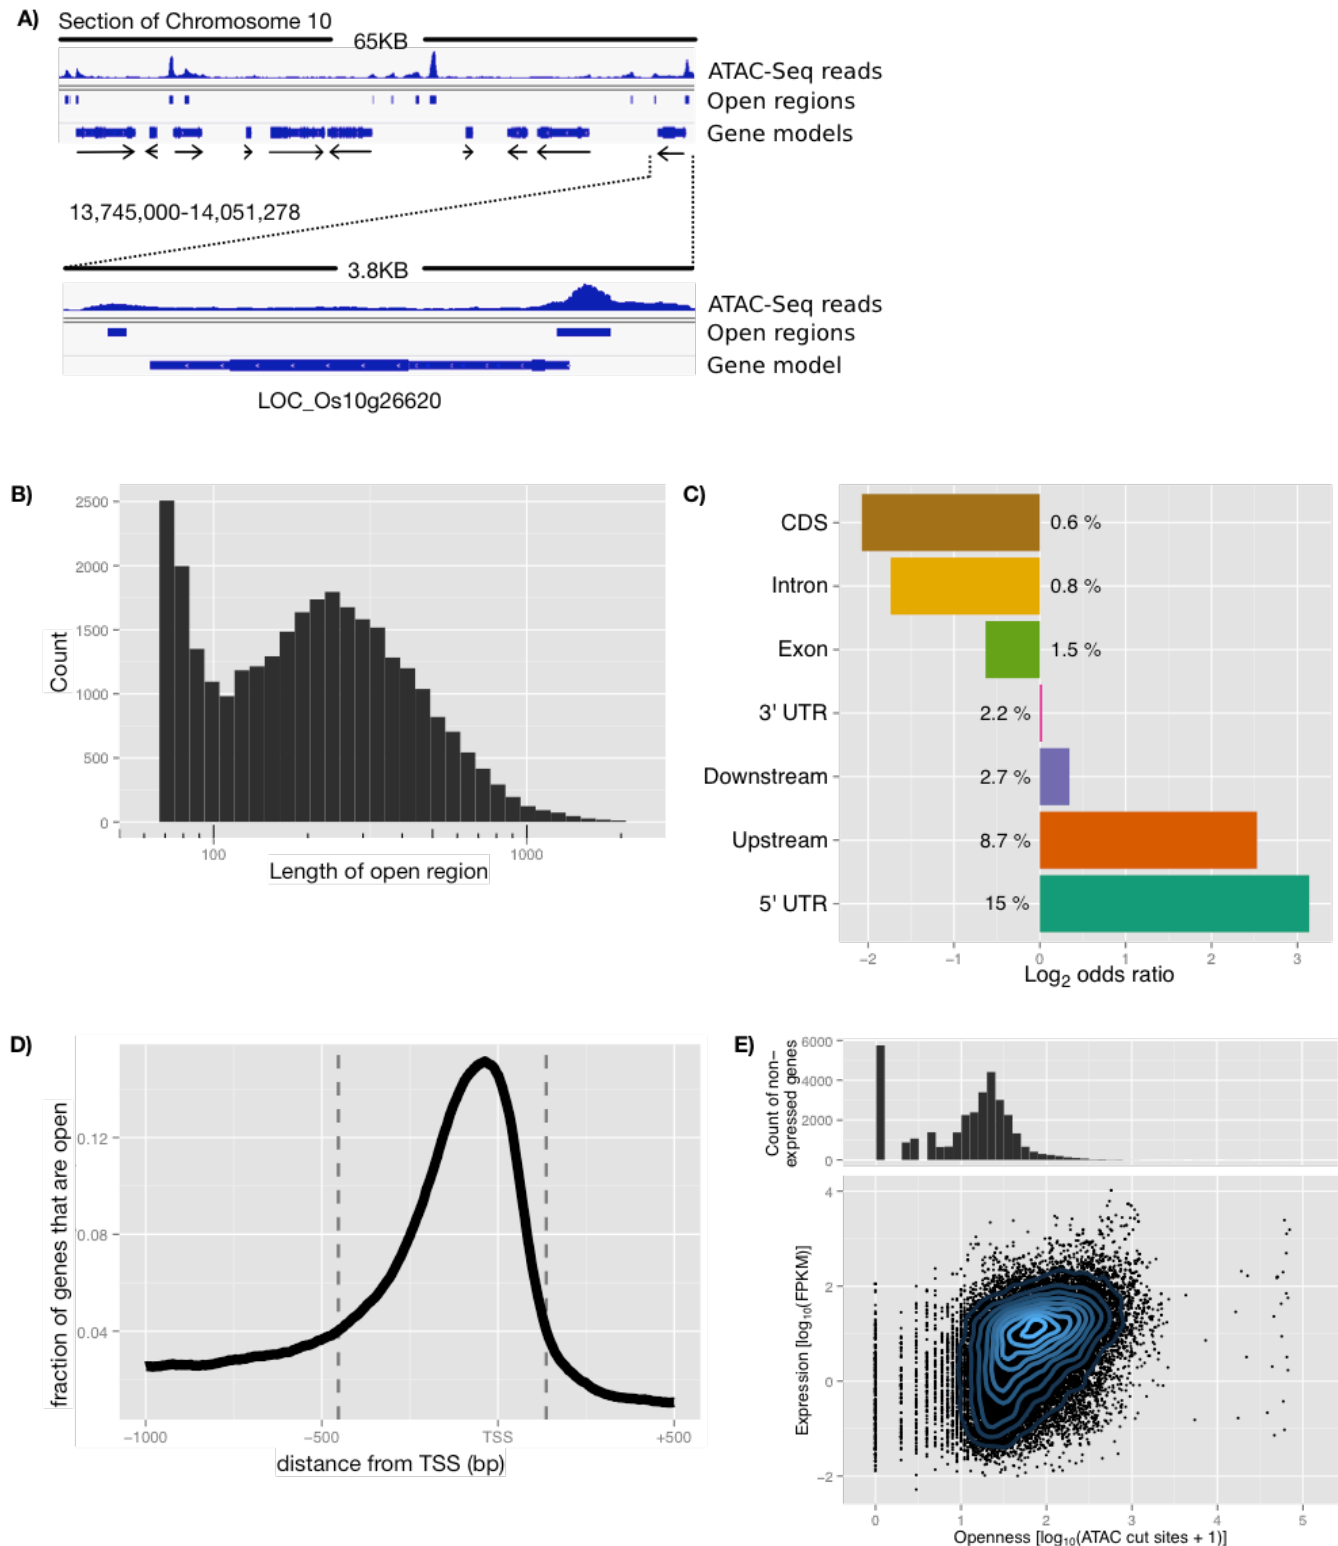 A)
Section of Chromosome 10
65KB
ATAC-Seq reads
Open regions
Gene models
13,745,000-14,051,278
3.8KB
ATAC-Seq reads
Open regions
Gene model
LOC_Os10g26620
B)
2500
2000
1500
1000
500
0
Count
100 1000
Length of open region
C)
CDS 0.6 %
Intron 0.8 %
Exon 1.5 %
3' UTR 2.2 %
Downstream 2.7 %
Upstream 8.7 %
5' UTR 15 %
−2 −1 0 1 2 3
Log2 odds ratio
D)
fraction of genes that are open
0.12
0.08
0.04
−1000 −500 TSS +500
distance from TSS (bp)
E)
Count of non−
expressed genes
6000
4000
2000
0
Expression [log10(FPKM)]
4
2
0
−2
0 1 2 3 4 5
Openness [log10(ATAC cut sites + 1)]